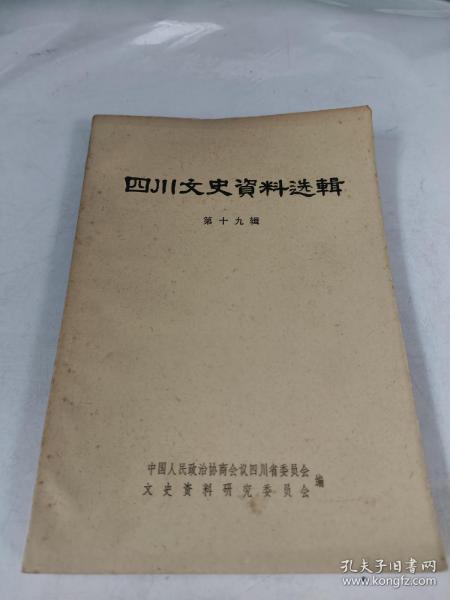 四川文史資料选輯
第十九辑
中国人民政治协商会议四川省委员会
文史资料研究委员会
编
孔夫子旧书网
www.kongfz.com